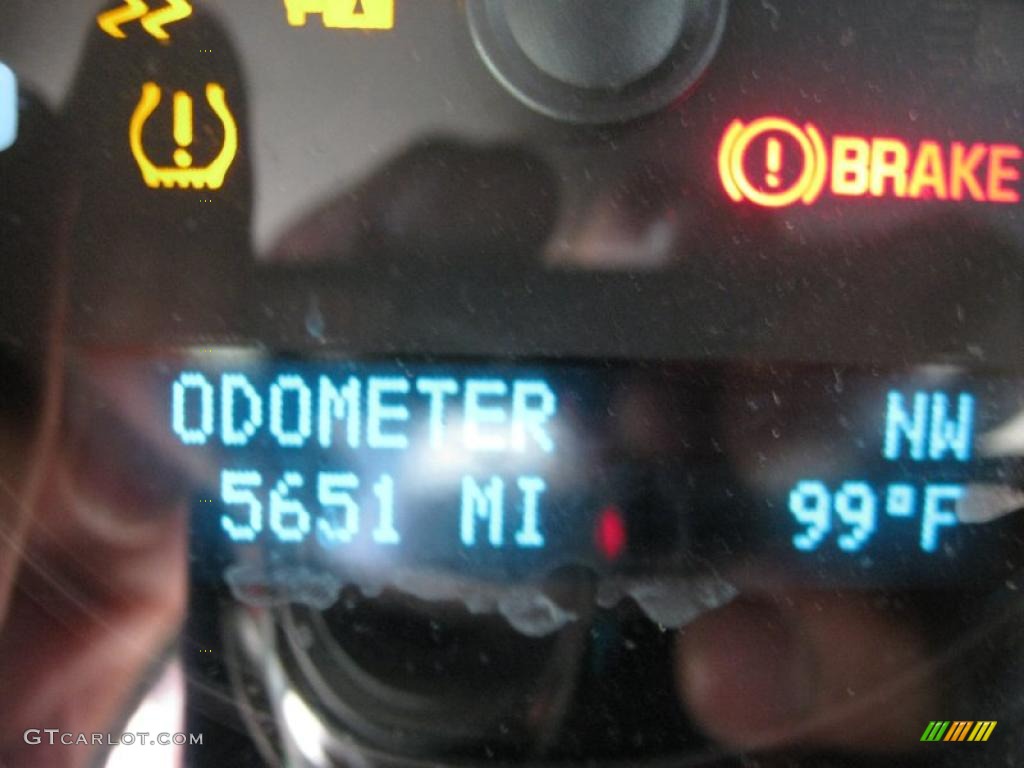 BRAKE
ODOMETER NW
5651 MI 99°F
GTCARLOT.COM